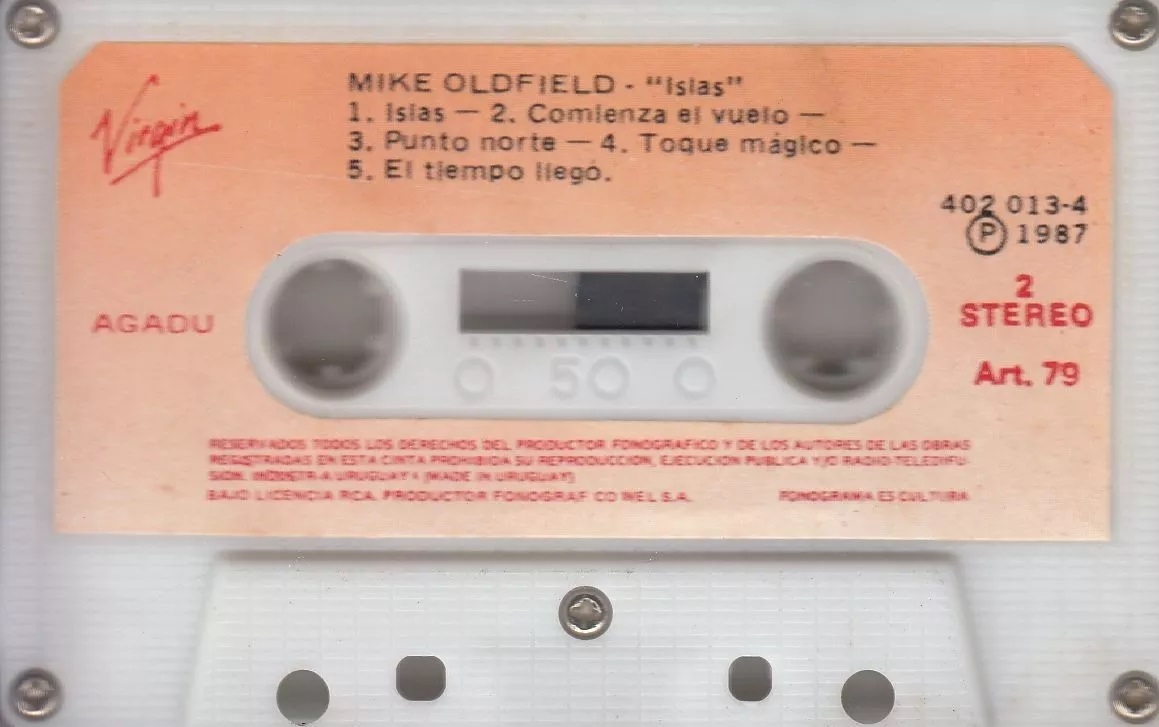 Virgin
MIKE OLDFIELD - "Islas"
1. Islas — 2. Comienza el vuelo —
3. Punto norte — 4. Toque mágico —
5. El tiempo llegó.
402 013-4
Ⓟ 1987
2
STEREO
Art. 79
AGADU
0 50 0
RESERVADOS TODOS LOS DERECHOS DEL PRODUCTOR FONOGRAFICO Y DE LOS AUTORES DE LAS OBRAS
REGISTRADAS EN ESTA CINTA PROHIBIDA SU REPRODUCCION, EJECUCION PUBLICA Y/O RADIO-TELEDIFU-
SION. INDUSTRIA URUGUAYA (MADE IN URUGUAY)
BAJO LICENCIA RCA. PRODUCTOR FONOGRAFICO S.A.
FONOGRAMA ES CULTURA